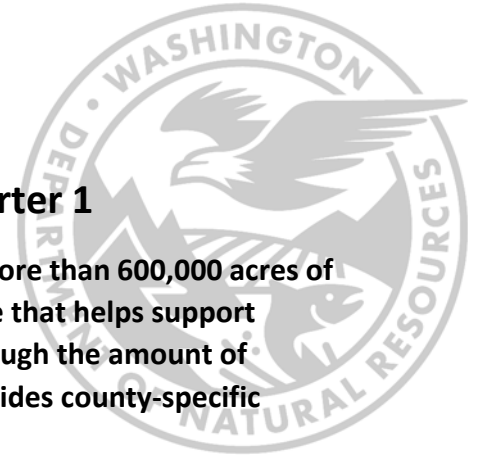 WASHINGTON
DEPARTMENT OF NATURAL RESOURCES
rter 1
ore than 600,000 acres of
e that helps support
ugh the amount of
ides county-specific